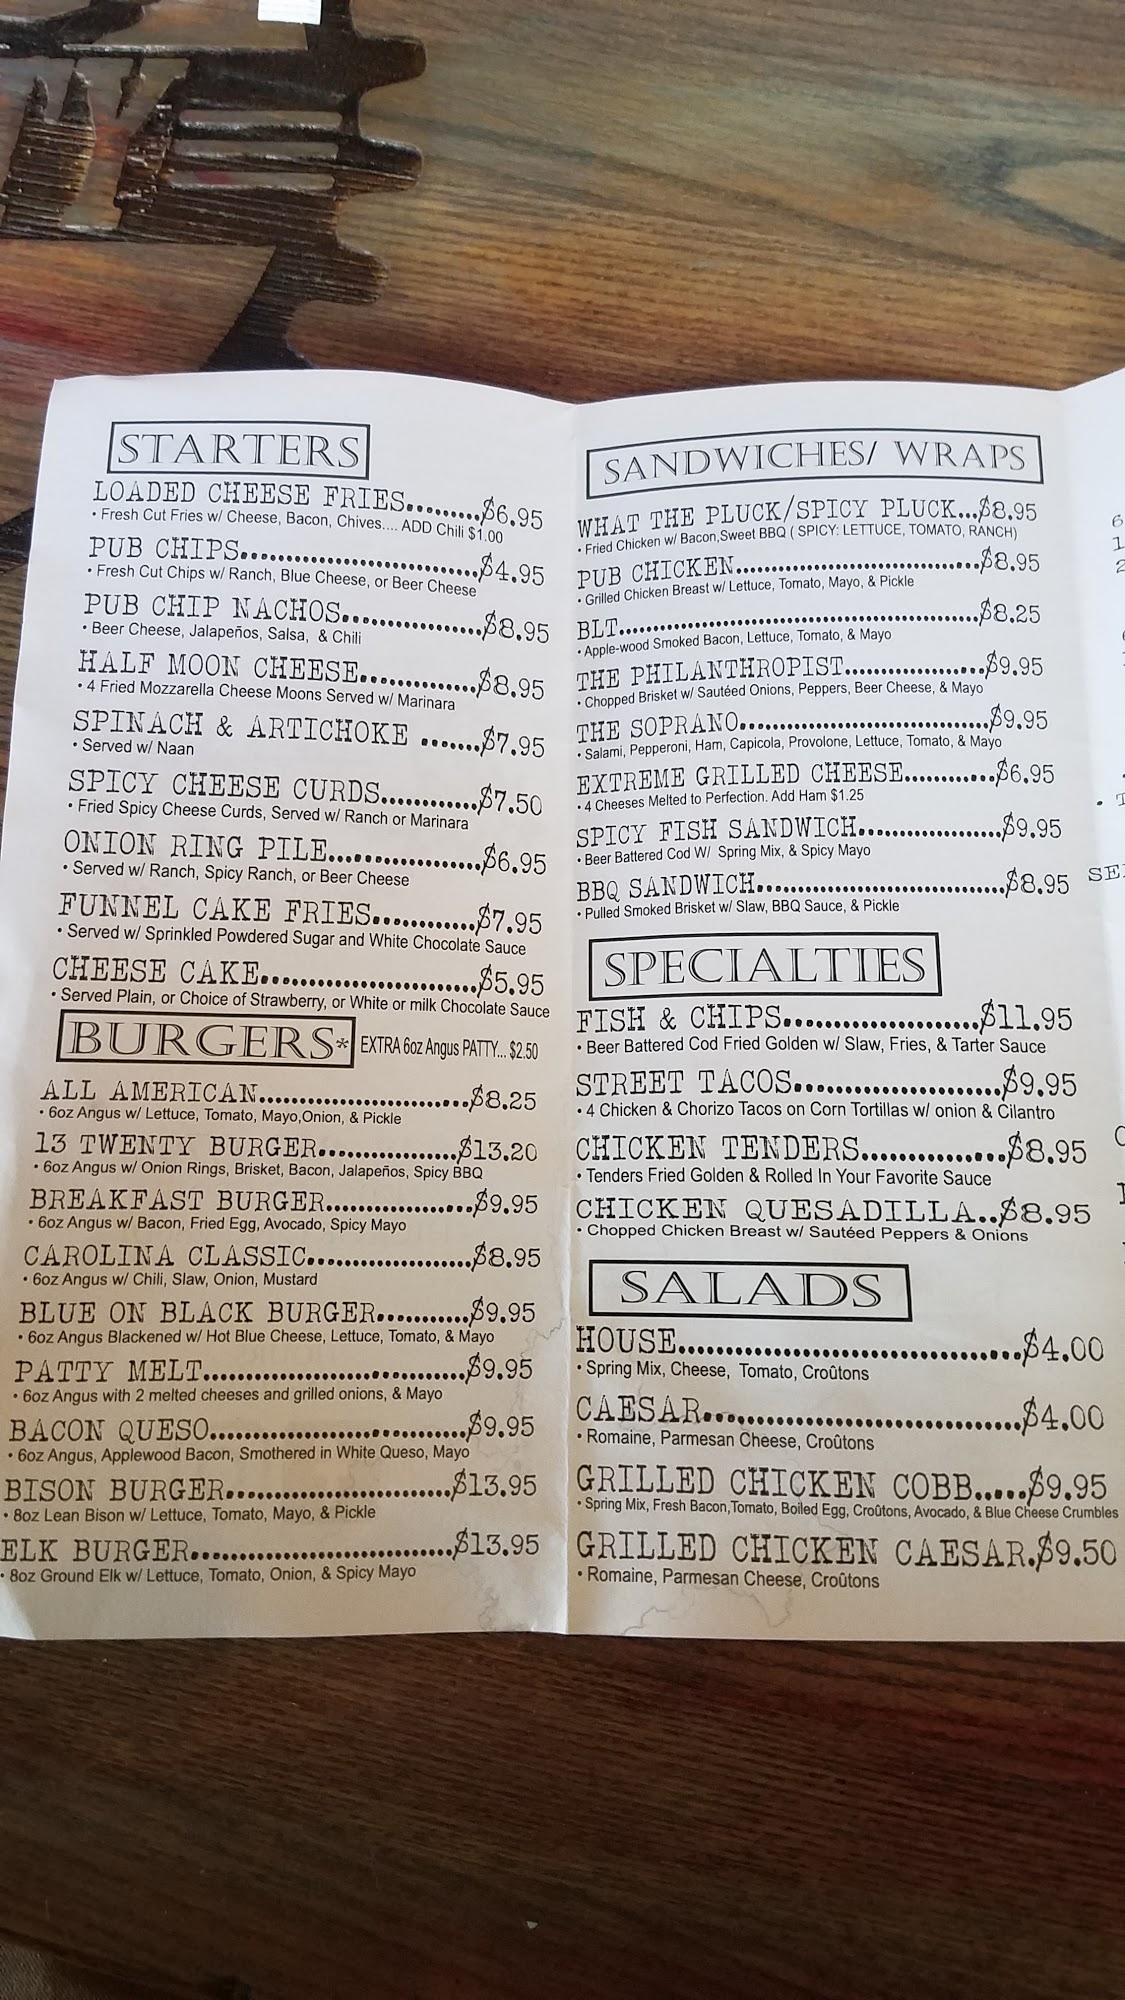 STARTERS
LOADED CHEESE FRIES.........$6.95
• Fresh Cut Fries w/ Cheese, Bacon, Chives.... ADD Chili $1.00
PUB CHIPS..............................$4.95
• Fresh Cut Chips w/ Ranch, Blue Cheese, or Beer Cheese
PUB CHIP NACHOS..................$8.95
• Beer Cheese, Jalapeños, Salsa, & Chili
HALF MOON CHEESE...............$8.95
• 4 Fried Mozzarella Cheese Moons Served w/ Marinara
SPINACH & ARTICHOKE .......$7.95
• Served w/ Naan
SPICY CHEESE CURDS............$7.50
• Fried Spicy Cheese Curds, Served w/ Ranch or Marinara
ONION RING PILE...................$6.95
• Served w/ Ranch, Spicy Ranch, or Beer Cheese
FUNNEL CAKE FRIES.............$7.95
• Served w/ Sprinkled Powdered Sugar and White Chocolate Sauce
CHEESE CAKE...........................$5.95
• Served Plain, or Choice of Strawberry, or White or milk Chocolate Sauce
BURGERS* EXTRA 6oz Angus PATTY... $2.50
ALL AMERICAN...........................$8.25
• 6oz Angus w/ Lettuce, Tomato, Mayo,Onion, & Pickle
13 TWENTY BURGER.................$13.20
• 6oz Angus w/ Onion Rings, Brisket, Bacon, Jalapeños, Spicy BBQ
BREAKFAST BURGER..................$9.95
• 6oz Angus w/ Bacon, Fried Egg, Avocado, Spicy Mayo
CAROLINA CLASSIC.....................$8.95
• 6oz Angus w/ Chili, Slaw, Onion, Mustard
BLUE ON BLACK BURGER...........$9.95
• 6oz Angus Blackened w/ Hot Blue Cheese, Lettuce, Tomato, & Mayo
PATTY MELT.................................$9.95
• 6oz Angus with 2 melted cheeses and grilled onions, & Mayo
BACON QUESO................................$9.95
• 6oz Angus, Applewood Bacon, Smothered in White Queso, Mayo
BISON BURGER............................$13.95
• 8oz Lean Bison w/ Lettuce, Tomato, Mayo, & Pickle
ELK BURGER.................................$13.95
• 8oz Ground Elk w/ Lettuce, Tomato, Onion, & Spicy Mayo
SANDWICHES/ WRAPS
WHAT THE PLUCK/SPICY PLUCK...$8.95
• Fried Chicken w/ Bacon,Sweet BBQ ( SPICY: LETTUCE, TOMATO, RANCH)
PUB CHICKEN...................................$8.95
• Grilled Chicken Breast w/ Lettuce, Tomato, Mayo, & Pickle
BLT....................................................$8.25
• Apple-wood Smoked Bacon, Lettuce, Tomato, & Mayo
THE PHILANTHROPIST....................$9.95
• Chopped Brisket w/ Sautéed Onions, Peppers, Beer Cheese, & Mayo
THE SOPRANO...................................$9.95
• Salami, Pepperoni, Ham, Capicola, Provolone, Lettuce, Tomato, & Mayo
EXTREME GRILLED CHEESE.............$6.95
• 4 Cheeses Melted to Perfection. Add Ham $1.25
SPICY FISH SANDWICH....................$9.95
• Beer Battered Cod W/ Spring Mix, & Spicy Mayo
BBQ SANDWICH...................................$8.95
• Pulled Smoked Brisket w/ Slaw, BBQ Sauce, & Pickle
SPECIALTIES
FISH & CHIPS......................$11.95
• Beer Battered Cod Fried Golden w/ Slaw, Fries, & Tarter Sauce
STREET TACOS.......................$9.95
• 4 Chicken & Chorizo Tacos on Corn Tortillas w/ onion & Cilantro
CHICKEN TENDERS................$8.95
• Tenders Fried Golden & Rolled In Your Favorite Sauce
CHICKEN QUESADILLA..$8.95
• Chopped Chicken Breast w/ Sautéed Peppers & Onions
SALADS
HOUSE.......................................$4.00
• Spring Mix, Cheese, Tomato, Croûtons
CAESAR....................................$4.00
• Romaine, Parmesan Cheese, Croûtons
GRILLED CHICKEN COBB.....$9.95
• Spring Mix, Fresh Bacon,Tomato, Boiled Egg, Croûtons, Avocado, & Blue Cheese Crumbles
GRILLED CHICKEN CAESAR.$9.50
• Romaine, Parmesan Cheese, Croûtons